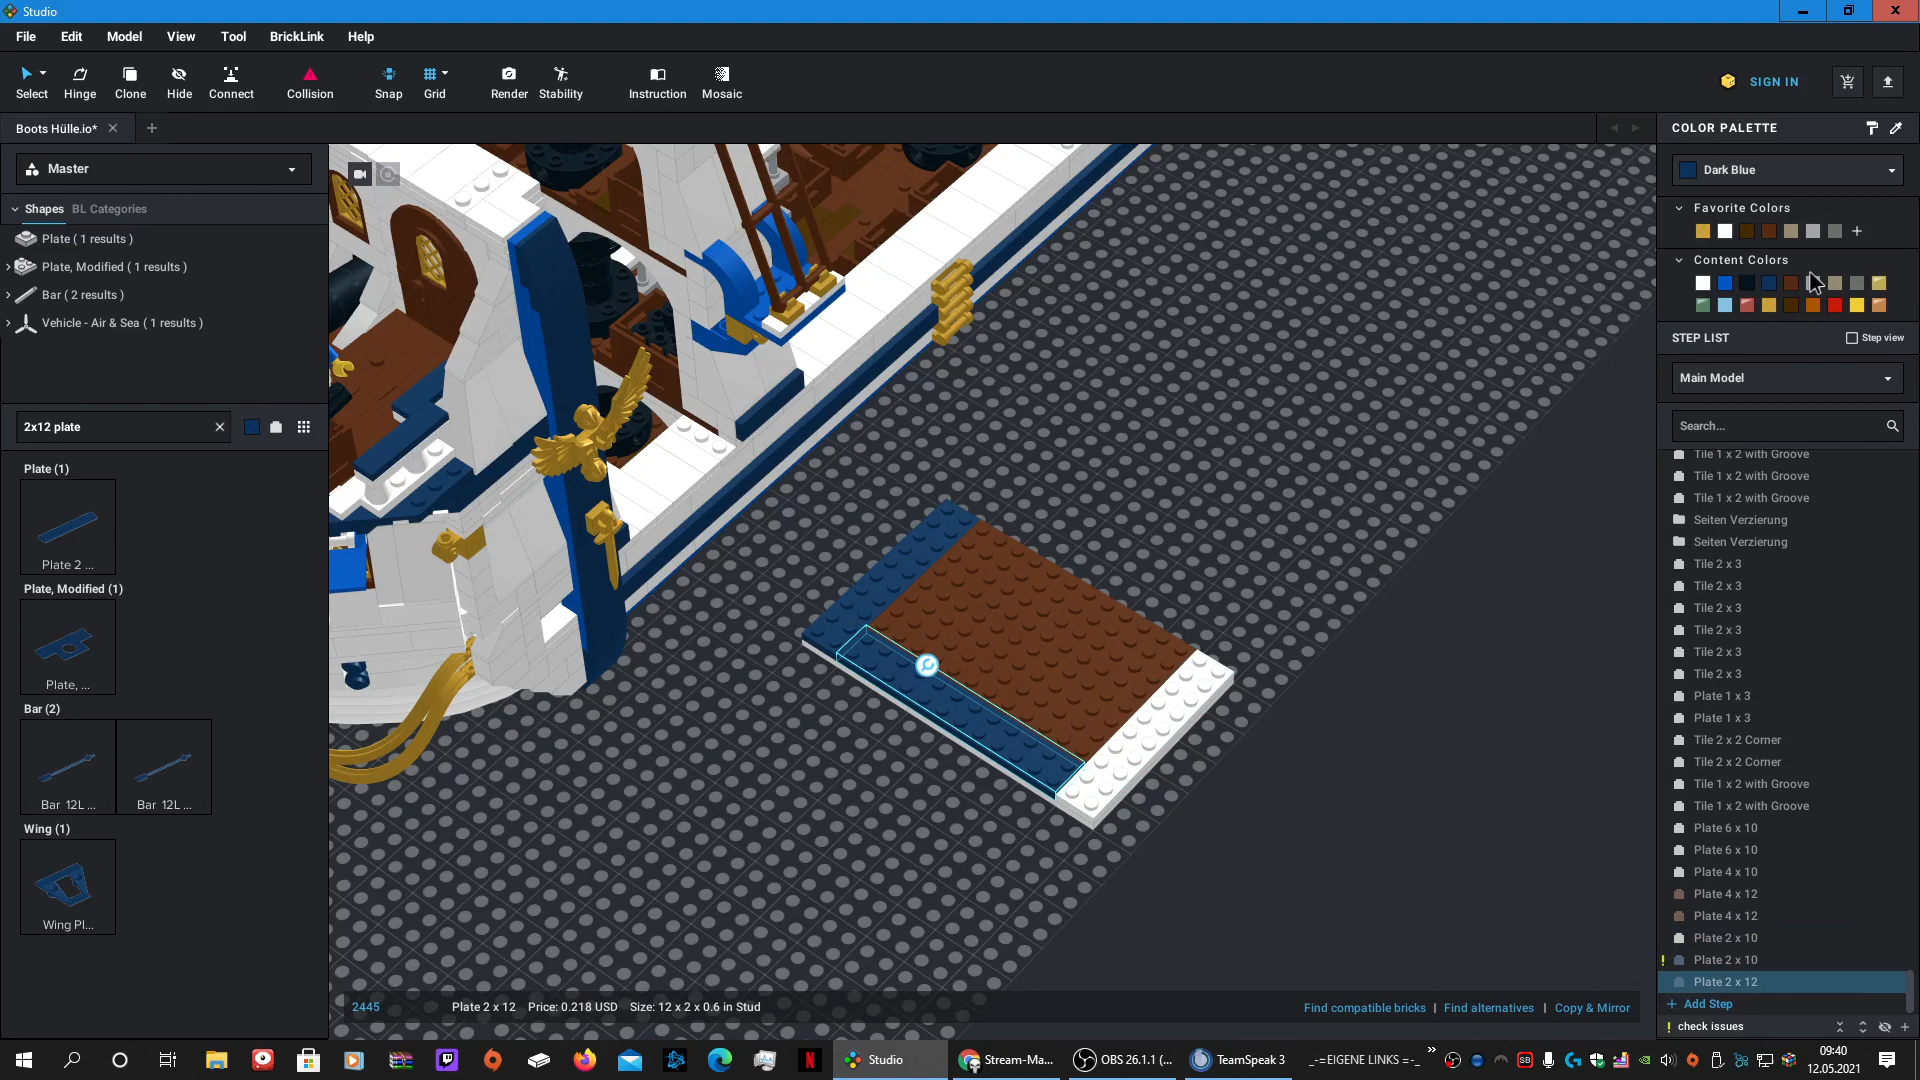 Studio
File Edit Model View Tool BrickLink Help
Select Hinge Clone Hide Connect Collision Snap Grid Render Stability Instruction Mosaic
SIGN IN
Boots Hülle.io*
Master
Shapes BL Categories
Plate ( 1 results )
Plate, Modified ( 1 results )
Bar ( 2 results )
Vehicle - Air & Sea ( 1 results )
2x12 plate
Plate (1)
Plate 2 ...
Plate, Modified (1)
Plate, ...
Bar (2)
Bar 12L ... Bar 12L ...
Wing (1)
Wing Pl...
2445 Plate 2 x 12 Price: 0.218 USD Size: 12 x 2 x 0.6 in Stud
Find compatible bricks | Find alternatives | Copy & Mirror
COLOR PALETTE
Dark Blue
Favorite Colors
Content Colors
STEP LIST
Step view
Main Model
Search...
Tile 1 x 2 with Groove
Tile 1 x 2 with Groove
Tile 1 x 2 with Groove
Seiten Verzierung
Seiten Verzierung
Tile 2 x 3
Tile 2 x 3
Tile 2 x 3
Tile 2 x 3
Tile 2 x 3
Tile 2 x 3
Plate 1 x 3
Plate 1 x 3
Tile 2 x 2 Corner
Tile 2 x 2 Corner
Tile 1 x 2 with Groove
Tile 1 x 2 with Groove
Plate 6 x 10
Plate 6 x 10
Plate 4 x 10
Plate 4 x 12
Plate 4 x 12
Plate 2 x 10
! Plate 2 x 10
Plate 2 x 12
+ Add Step
! check issues
Studio Stream-Ma... OBS 26.1.1 (... TeamSpeak 3 _-=EIGENE LINKS =-_ »
09:40
12.05.2021